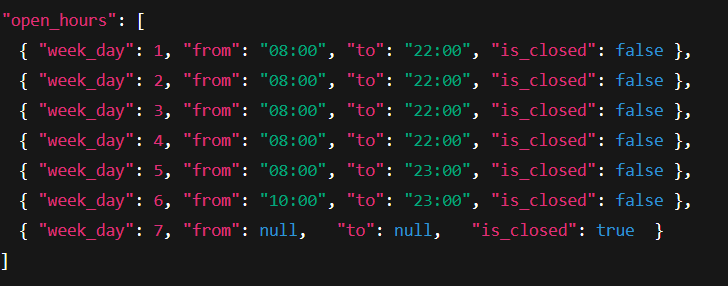 "open_hours": [
  { "week_day": 1, "from": "08:00", "to": "22:00", "is_closed": false },
  { "week_day": 2, "from": "08:00", "to": "22:00", "is_closed": false },
  { "week_day": 3, "from": "08:00", "to": "22:00", "is_closed": false },
  { "week_day": 4, "from": "08:00", "to": "22:00", "is_closed": false },
  { "week_day": 5, "from": "08:00", "to": "23:00", "is_closed": false },
  { "week_day": 6, "from": "10:00", "to": "23:00", "is_closed": false },
  { "week_day": 7, "from": null,   "to": null,   "is_closed": true  }
]